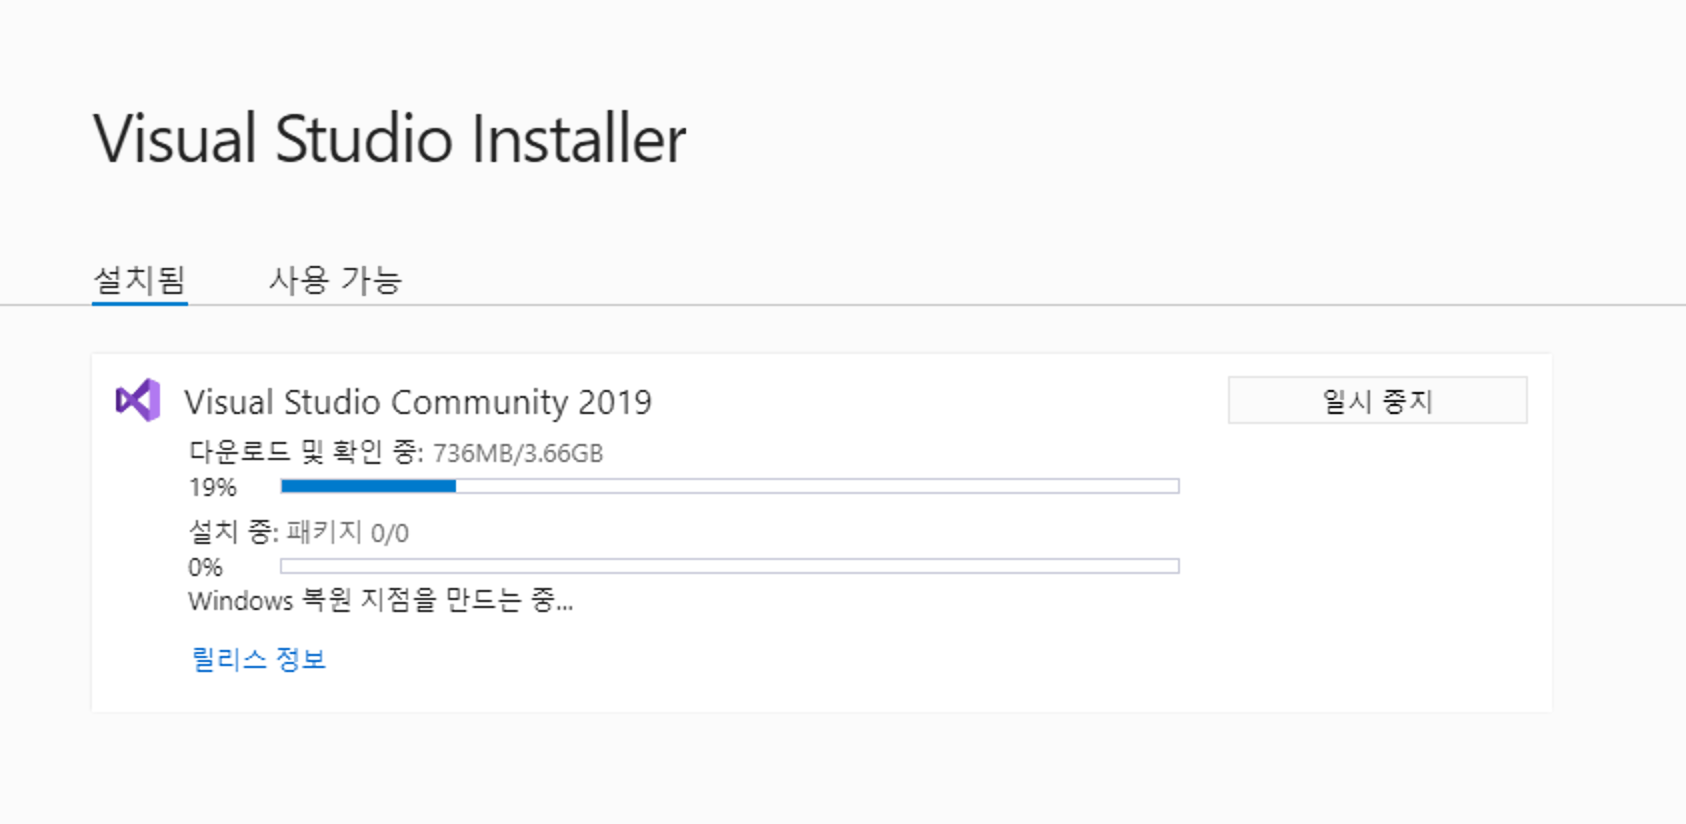 Visual Studio Installer
설치됨 사용 가능
Visual Studio Community 2019 일시 중지
다운로드 및 확인 중: 736MB/3.66GB
19%
설치 중: 패키지 0/0
0%
Windows 복원 지점을 만드는 중...
릴리스 정보